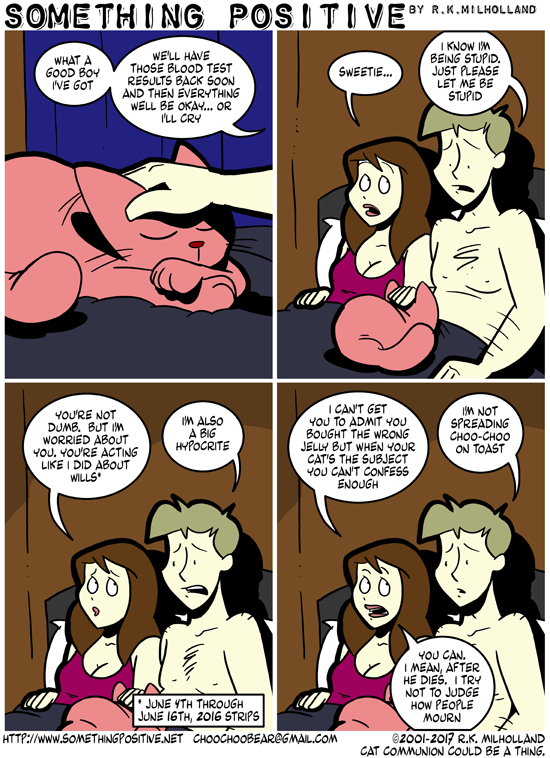 SOMETHING POSITIVE BY R.K.MILHOLLAND
WHAT A
GOOD BOY
I'VE GOT
WE'LL HAVE
THOSE BLOOD TEST
RESULTS BACK SOON
AND THEN EVERYTHING
WE'LL BE OKAY... OR
I'LL CRY
SWEETIE...
I KNOW I'M
BEING STUPID.
JUST PLEASE
LET ME BE
STUPID
YOU'RE NOT
DUMB. BUT I'M
WORRIED ABOUT
YOU. YOU'RE ACTING
LIKE I DID ABOUT
WILLS*
I'M ALSO
A BIG
HYPOCRITE
* JUNE 4TH THROUGH
JUNE 16TH, 2016 STRIPS
I CAN'T GET
YOU TO ADMIT YOU
BOUGHT THE WRONG
JELLY BUT WHEN YOUR
CAT'S THE SUBJECT
YOU CAN'T CONFESS
ENOUGH
I'M NOT
SPREADING
CHOO-CHOO
ON TOAST
YOU CAN.
I MEAN, AFTER
HE DIES. I TRY
NOT TO JUDGE
HOW PEOPLE
MOURN
HTTP://WWW.SOMETHINGPOSITIVE.NET CHOOCHOOBEAR@GMAIL.COM
©2001-2017 R.K. MILHOLLAND
CAT COMMUNION COULD BE A THING.